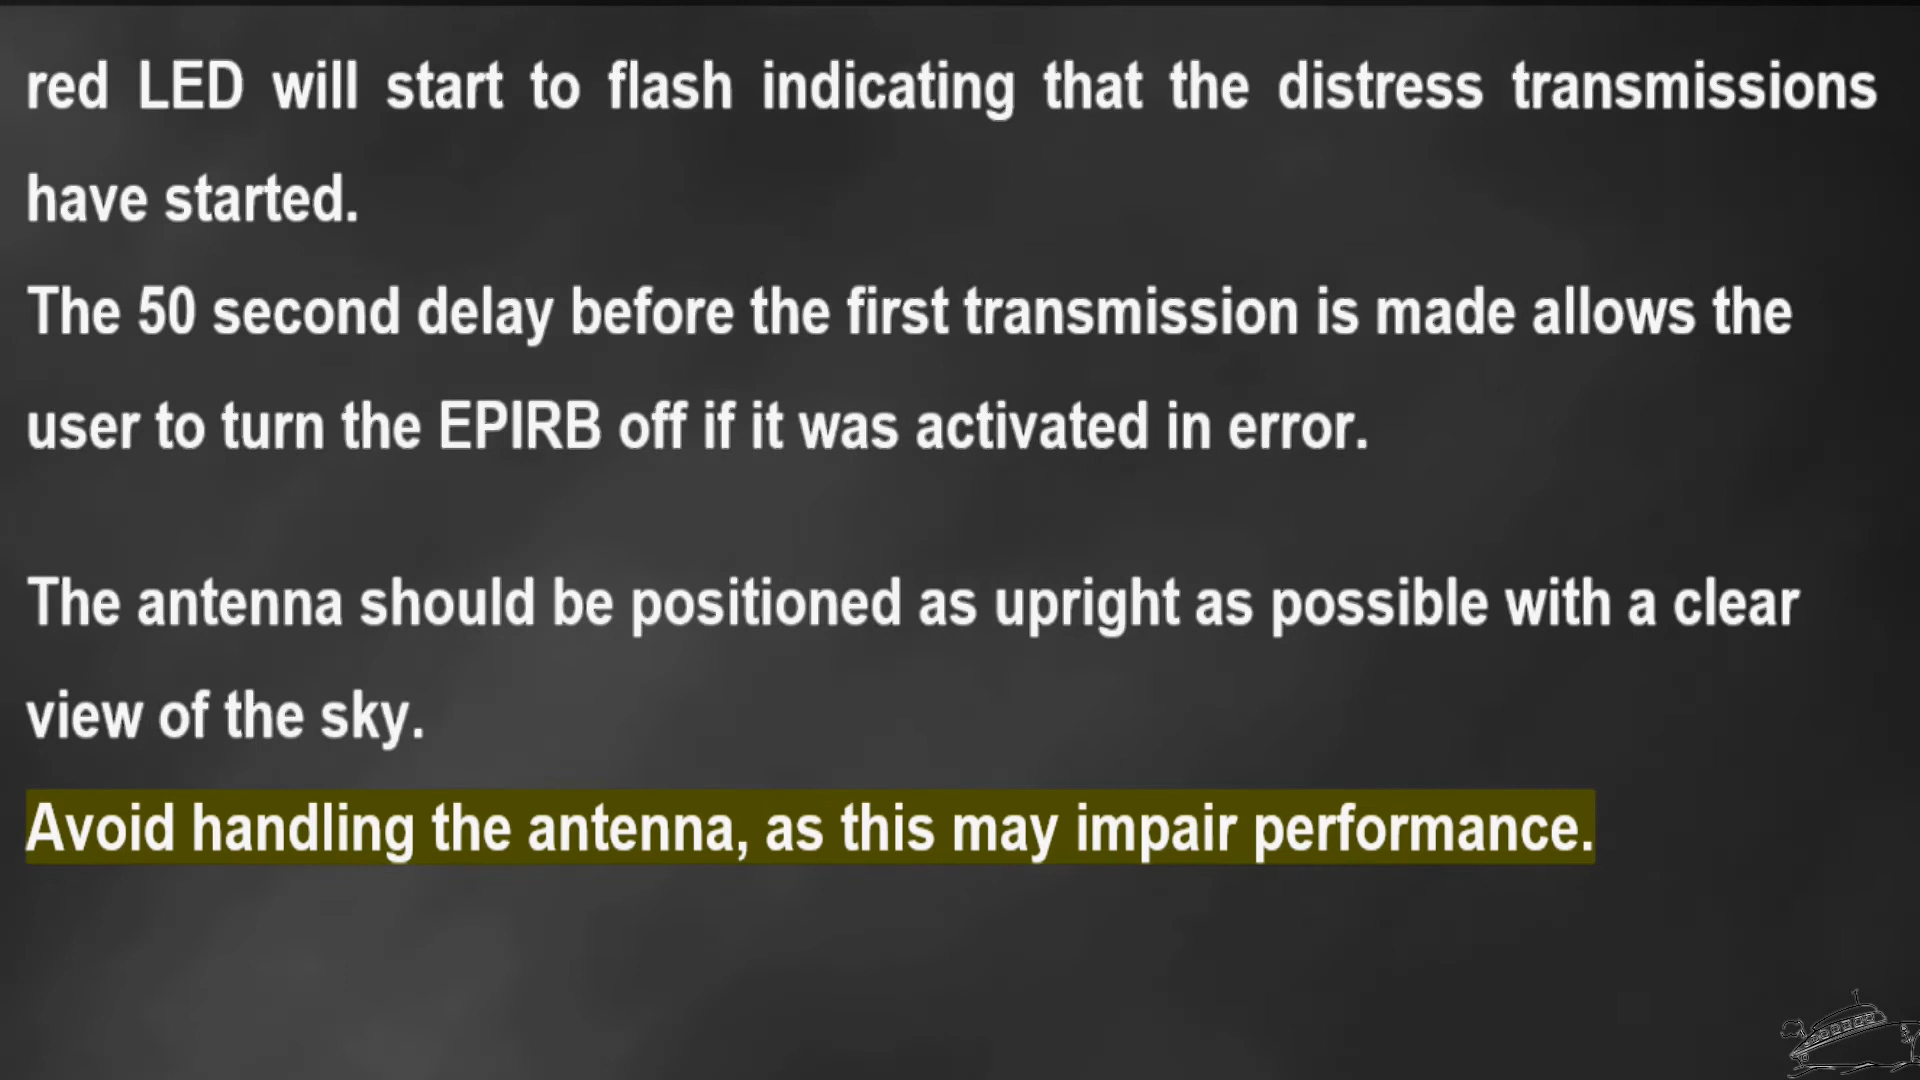 red LED will start to flash indicating that the distress transmissions
have started.
The 50 second delay before the first transmission is made allows the
user to turn the EPIRB off if it was activated in error.
The antenna should be positioned as upright as possible with a clear
view of the sky.
Avoid handling the antenna, as this may impair performance.